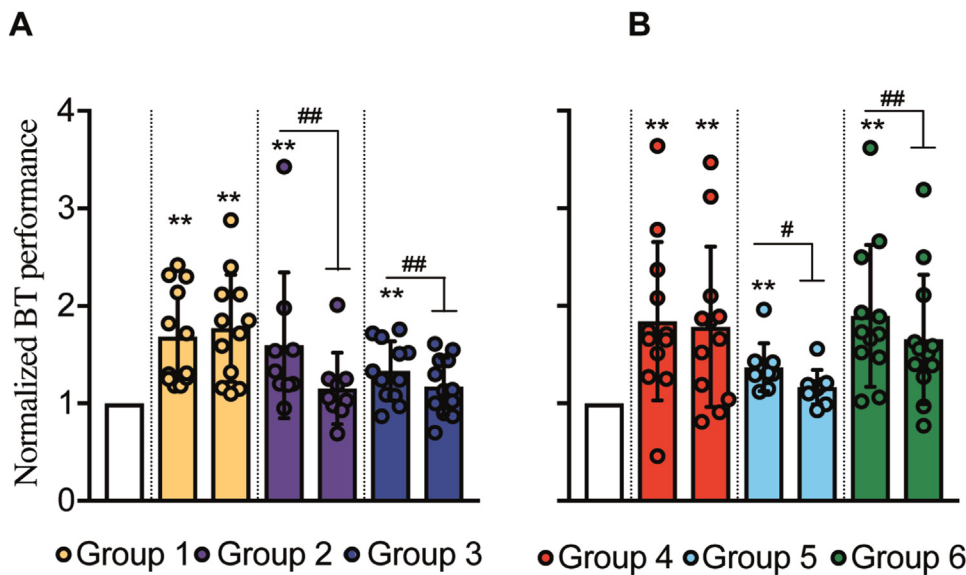 A
B
Normalized BT performance
4
3
2
1
0
** ** ** ## ** ##
** ** ** # ** ##
Group 1 Group 2 Group 3
Group 4 Group 5 Group 6